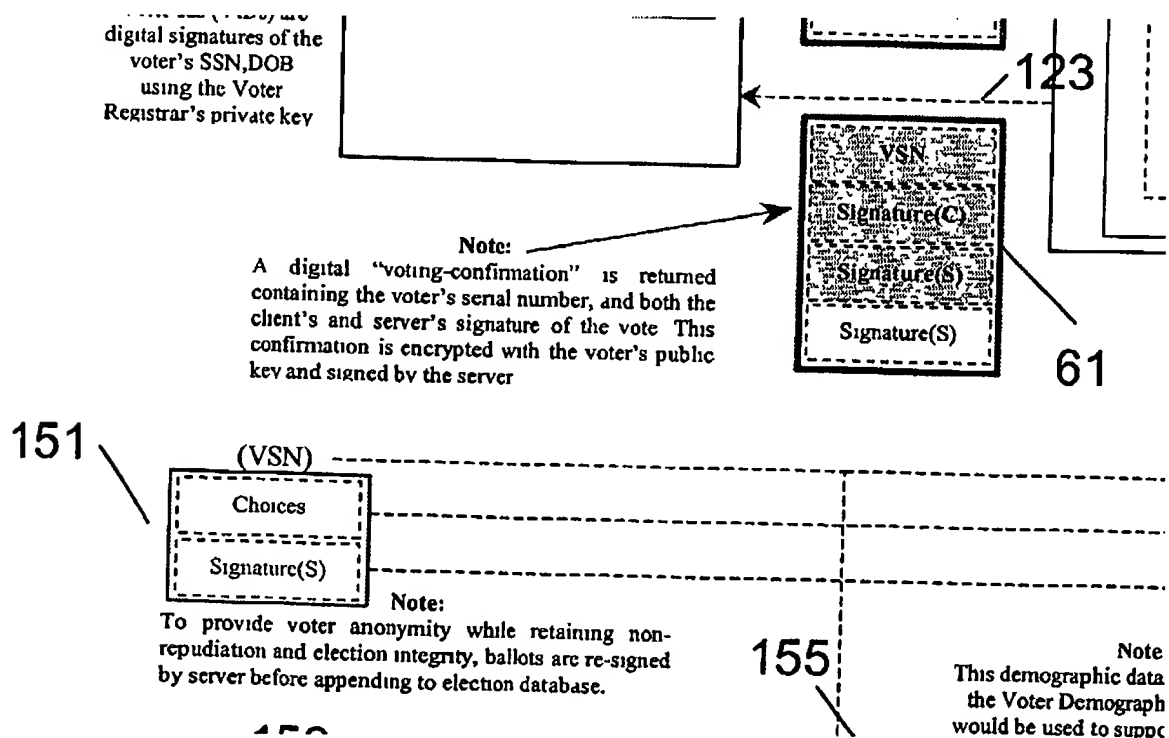 digital signatures of the
voter's SSN,DOB
using the Voter
Registrar's private key
123
VSN
Signature(C)
Signature(S)
Signature(S)
61
Note:
A digital “voting-confirmation” is returned
containing the voter's serial number, and both the
client's and server's signature of the vote This
confirmation is encrypted with the voter's public
key and signed by the server
151
(VSN)
Choices
Signature(S)
Note:
To provide voter anonymity while retaining non-
repudiation and election integrity, ballots are re-signed
by server before appending to election database.
155
Note
This demographic data
the Voter Demograph
would be used to